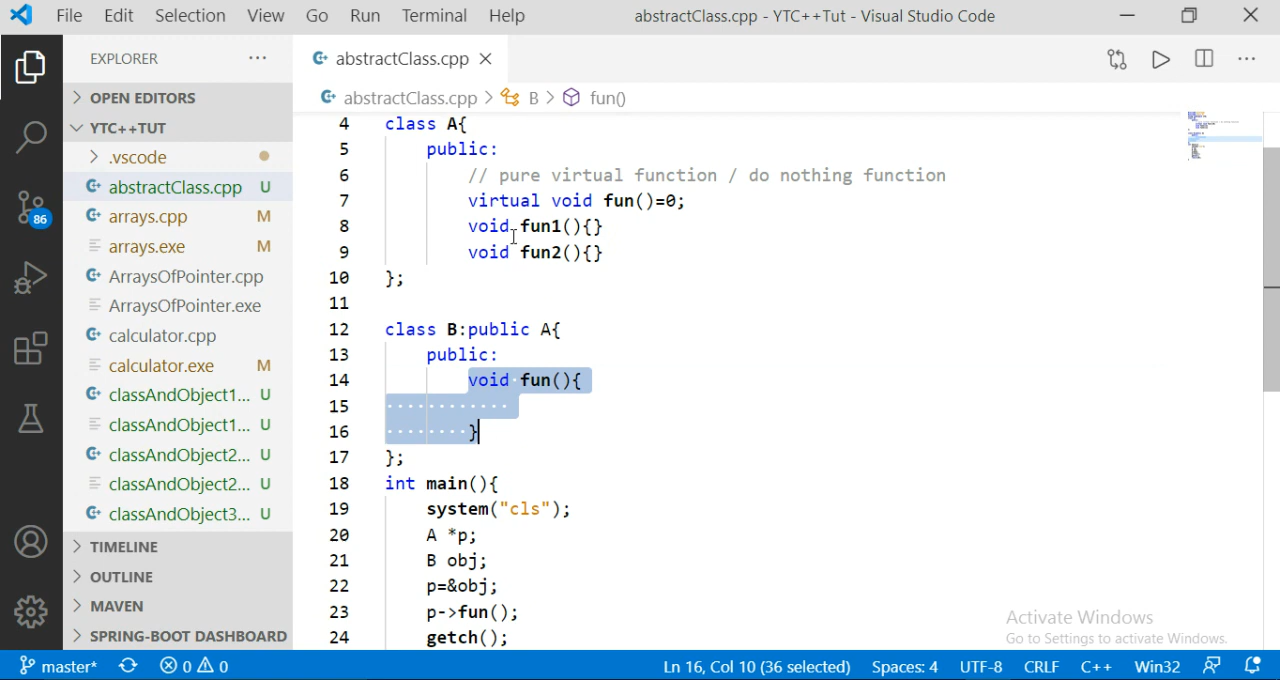 File Edit Selection View Go Run Terminal Help abstractClass.cpp - YTC++Tut - Visual Studio Code
EXPLORER
OPEN EDITORS
YTC++TUT
.vscode
abstractClass.cpp U
arrays.cpp M
arrays.exe M
ArraysOfPointer.cpp
ArraysOfPointer.exe
calculator.cpp
calculator.exe M
classAndObject1... U
classAndObject1... U
classAndObject2... U
classAndObject2... U
classAndObject3... U
TIMELINE
OUTLINE
MAVEN
SPRING-BOOT DASHBOARD
86
abstractClass.cpp
abstractClass.cpp > B > fun()
4 class A{
5 public:
6 // pure virtual function / do nothing function
7 virtual void fun()=0;
8 void fun1(){}
9 void fun2(){}
10 };
11
12 class B:public A{
13 public:
14 void fun(){
15
16 }
17 };
18 int main(){
19 system("cls");
20 A *p;
21 B obj;
22 p=&obj;
23 p->fun();
24 getch();
Activate Windows
Go to Settings to activate Windows.
master* 0 0 Ln 16, Col 10 (36 selected) Spaces: 4 UTF-8 CRLF C++ Win32